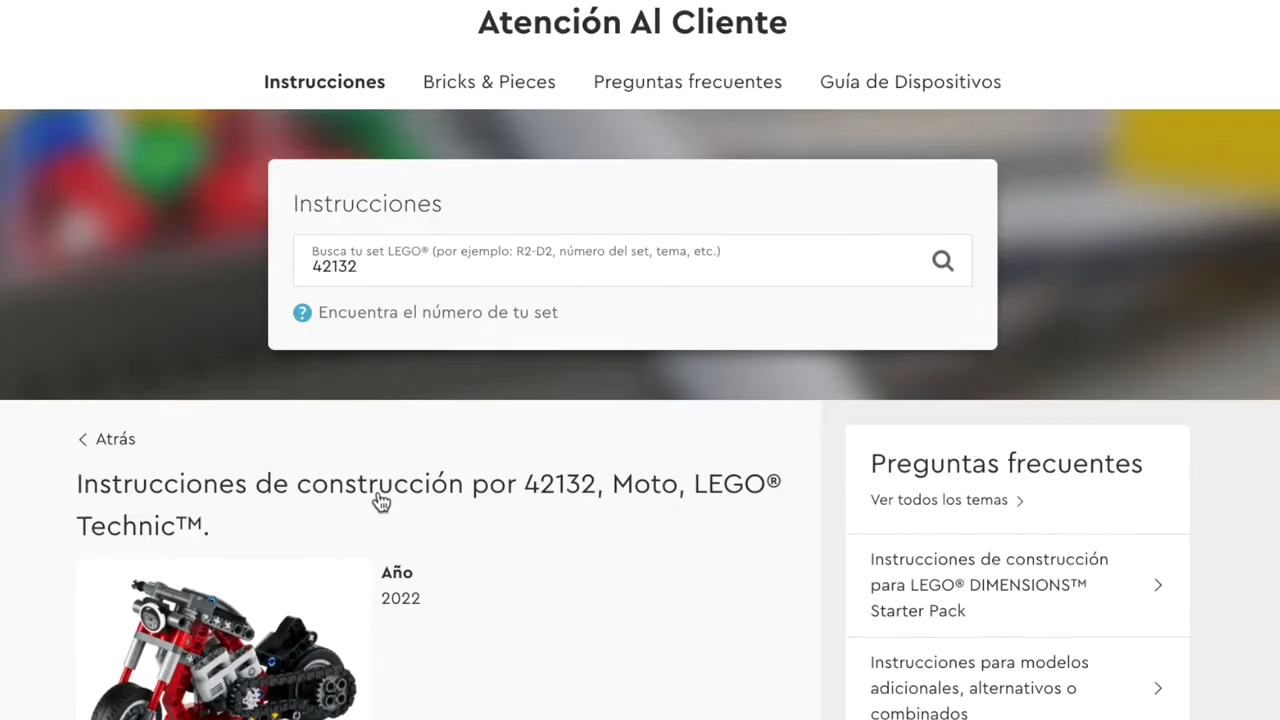 Atención Al Cliente
Instrucciones
Bricks & Pieces
Preguntas frecuentes
Guía de Dispositivos
Instrucciones
Busca tu set LEGO® (por ejemplo: R2-D2, número del set, tema, etc.)
42132
? Encuentra el número de tu set
Atrás
Instrucciones de construcción por 42132, Moto, LEGO®
Technic™.
Año
2022
Preguntas frecuentes
Ver todos los temas
Instrucciones de construcción
para LEGO® DIMENSIONS™
Starter Pack
Instrucciones para modelos
adicionales, alternativos o
combinados